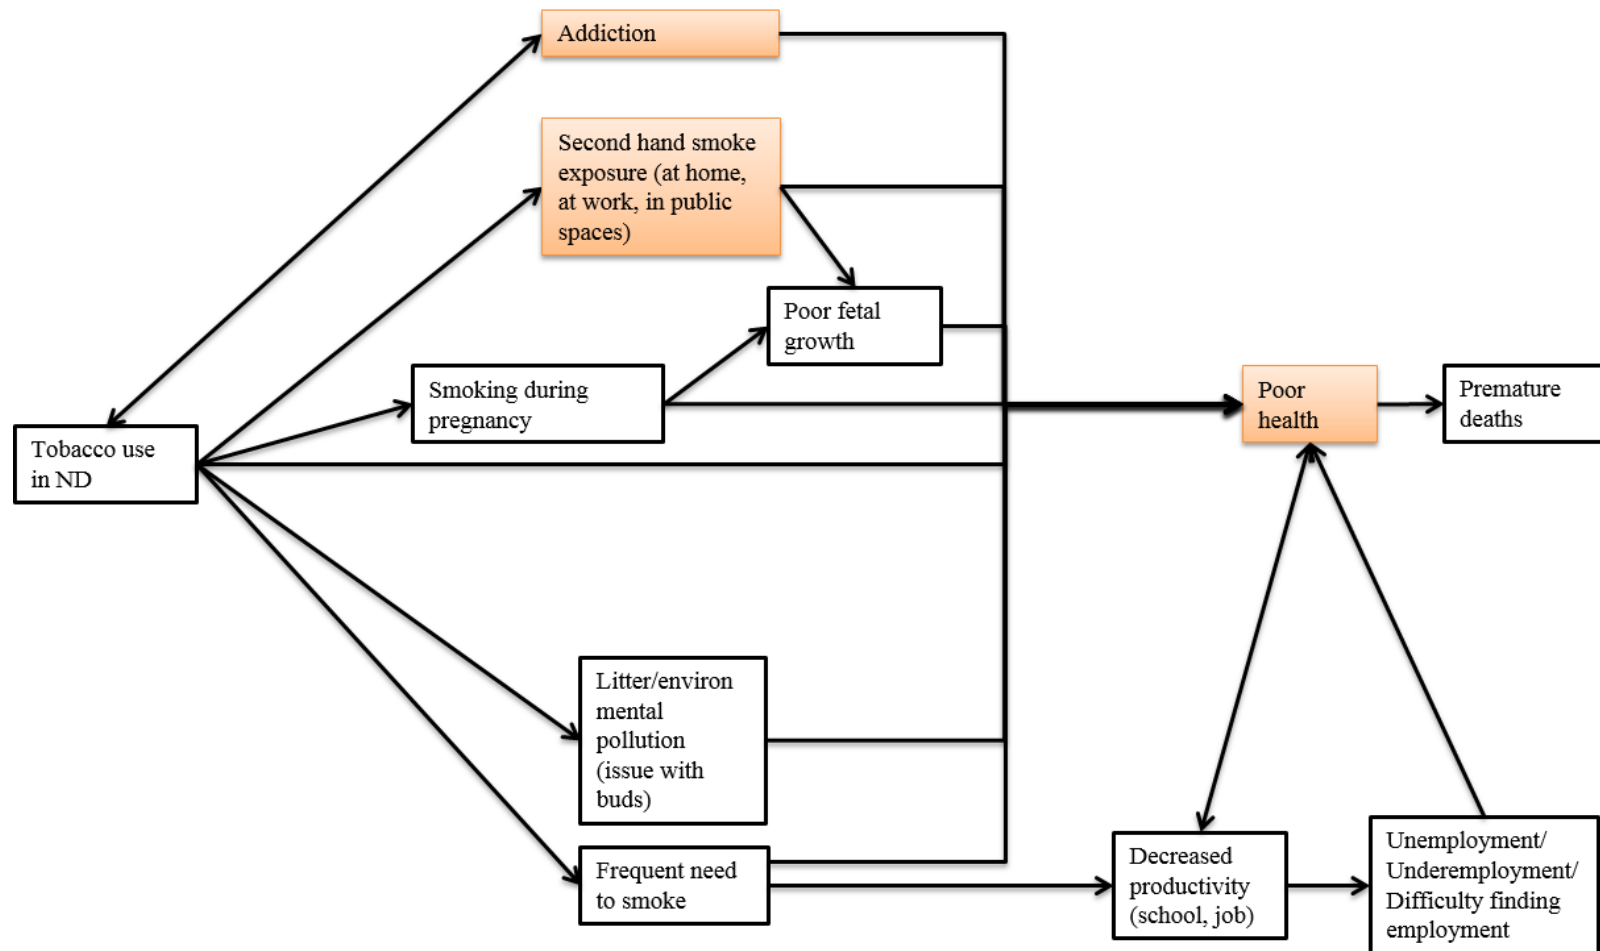 Addiction
Second hand smoke
exposure (at home,
at work, in public
spaces)
Poor fetal
growth
Smoking during
pregnancy
Poor
health
Premature
deaths
Tobacco use
in ND
Litter/environ
mental
pollution
(issue with
buds)
Frequent need
to smoke
Decreased
productivity
(school, job)
Unemployment/
Underemployment/
Difficulty finding
employment